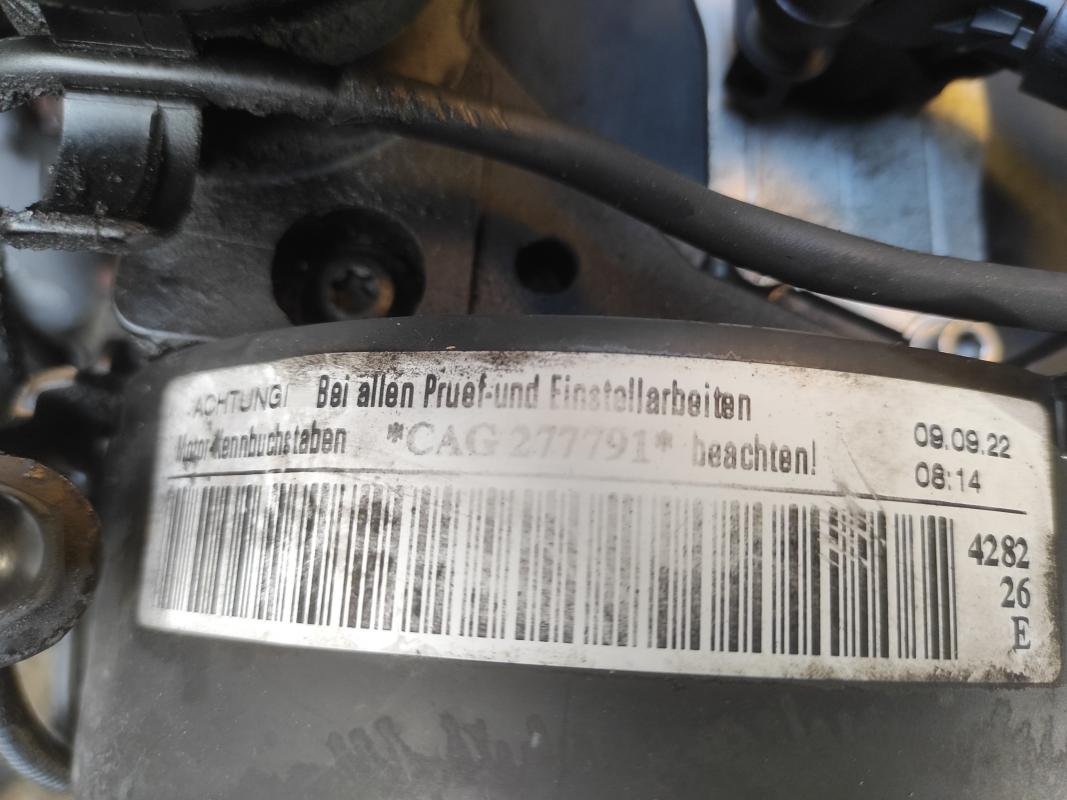 ACHTUNG! Bei allen Pruef-und Einstellarbeiten
Motor-Kennbuchstaben *CAG 277791* beachten!
09.09.22
08:14
4282
26
E